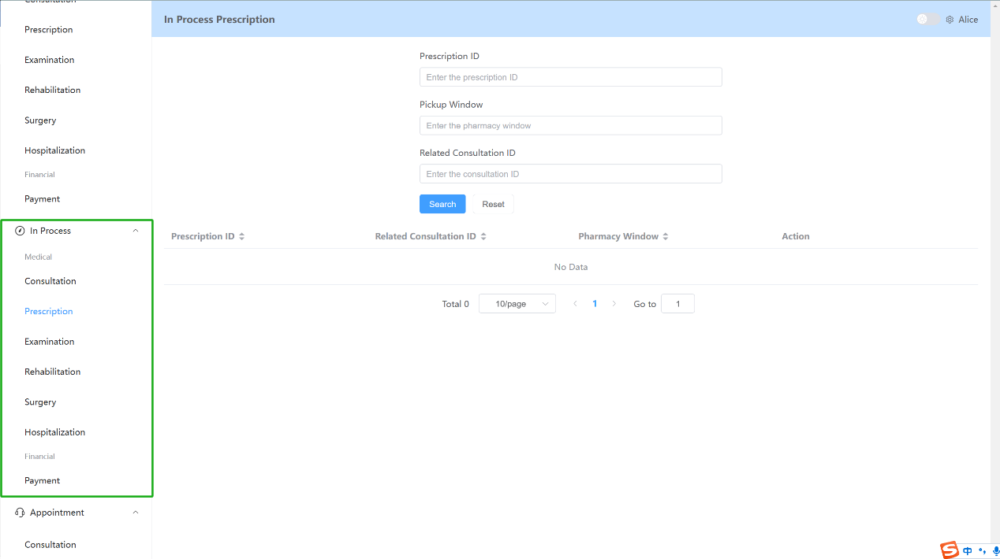 Consultation
Prescription
Examination
Rehabilitation
Surgery
Hospitalization
Financial
Payment
In Process
Medical
Consultation
Prescription
Examination
Rehabilitation
Surgery
Hospitalization
Financial
Payment
Appointment
Consultation
In Process Prescription
Alice
Prescription ID
Enter the prescription ID
Pickup Window
Enter the pharmacy window
Related Consultation ID
Enter the consultation ID
Search Reset
Prescription ID Related Consultation ID Pharmacy Window Action
No Data
Total 0 10/page 1 Go to 1
S 中